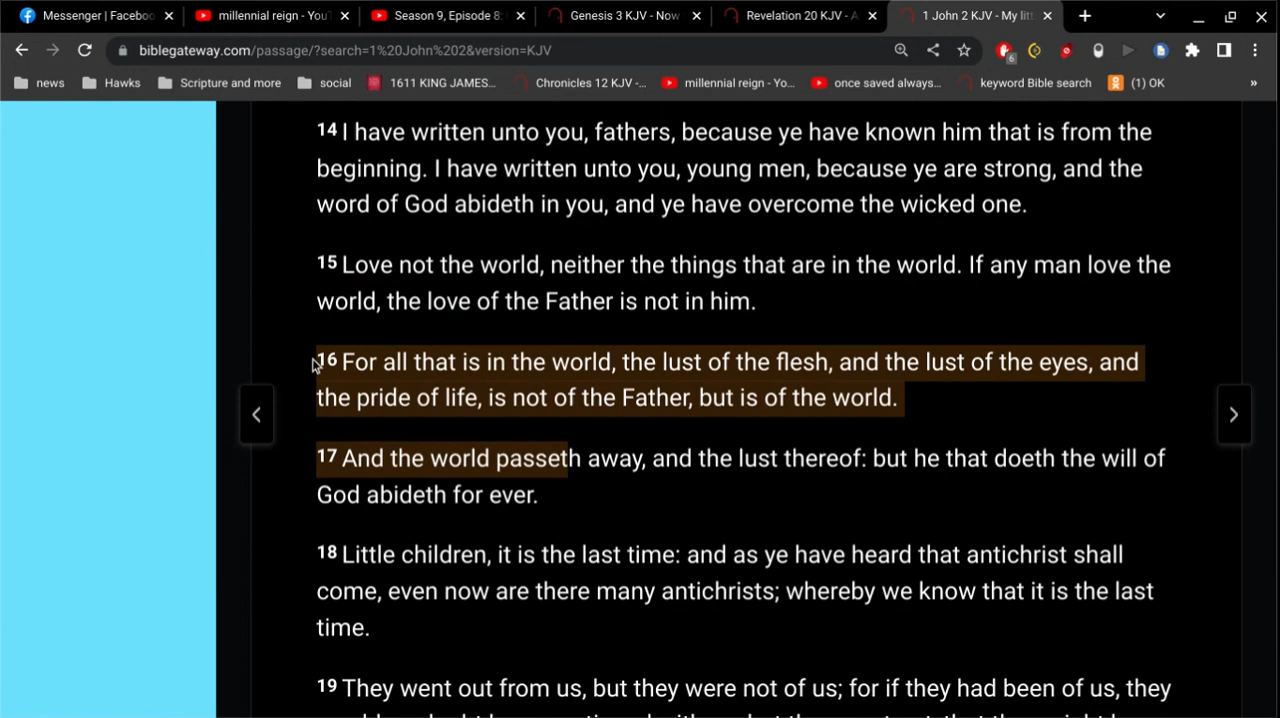 Messenger | Faceboo
millennial reign - You
Season 9, Episode 8:
Genesis 3 KJV - Now
Revelation 20 KJV - A
1 John 2 KJV - My lit
biblegateway.com/passage/?search=1%20John%202&version=KJV
6
news
Hawks
Scripture and more
social
1611 KING JAMES...
Chronicles 12 KJV -...
millennial reign - Yo...
once saved always...
keyword Bible search
(1) OK
»
14 I have written unto you, fathers, because ye have known him that is from the
beginning. I have written unto you, young men, because ye are strong, and the
word of God abideth in you, and ye have overcome the wicked one.
15 Love not the world, neither the things that are in the world. If any man love the
world, the love of the Father is not in him.
16 For all that is in the world, the lust of the flesh, and the lust of the eyes, and
the pride of life, is not of the Father, but is of the world.
17 And the world passeth away, and the lust thereof: but he that doeth the will of
God abideth for ever.
18 Little children, it is the last time: and as ye have heard that antichrist shall
come, even now are there many antichrists; whereby we know that it is the last
time.
19 They went out from us, but they were not of us; for if they had been of us, they